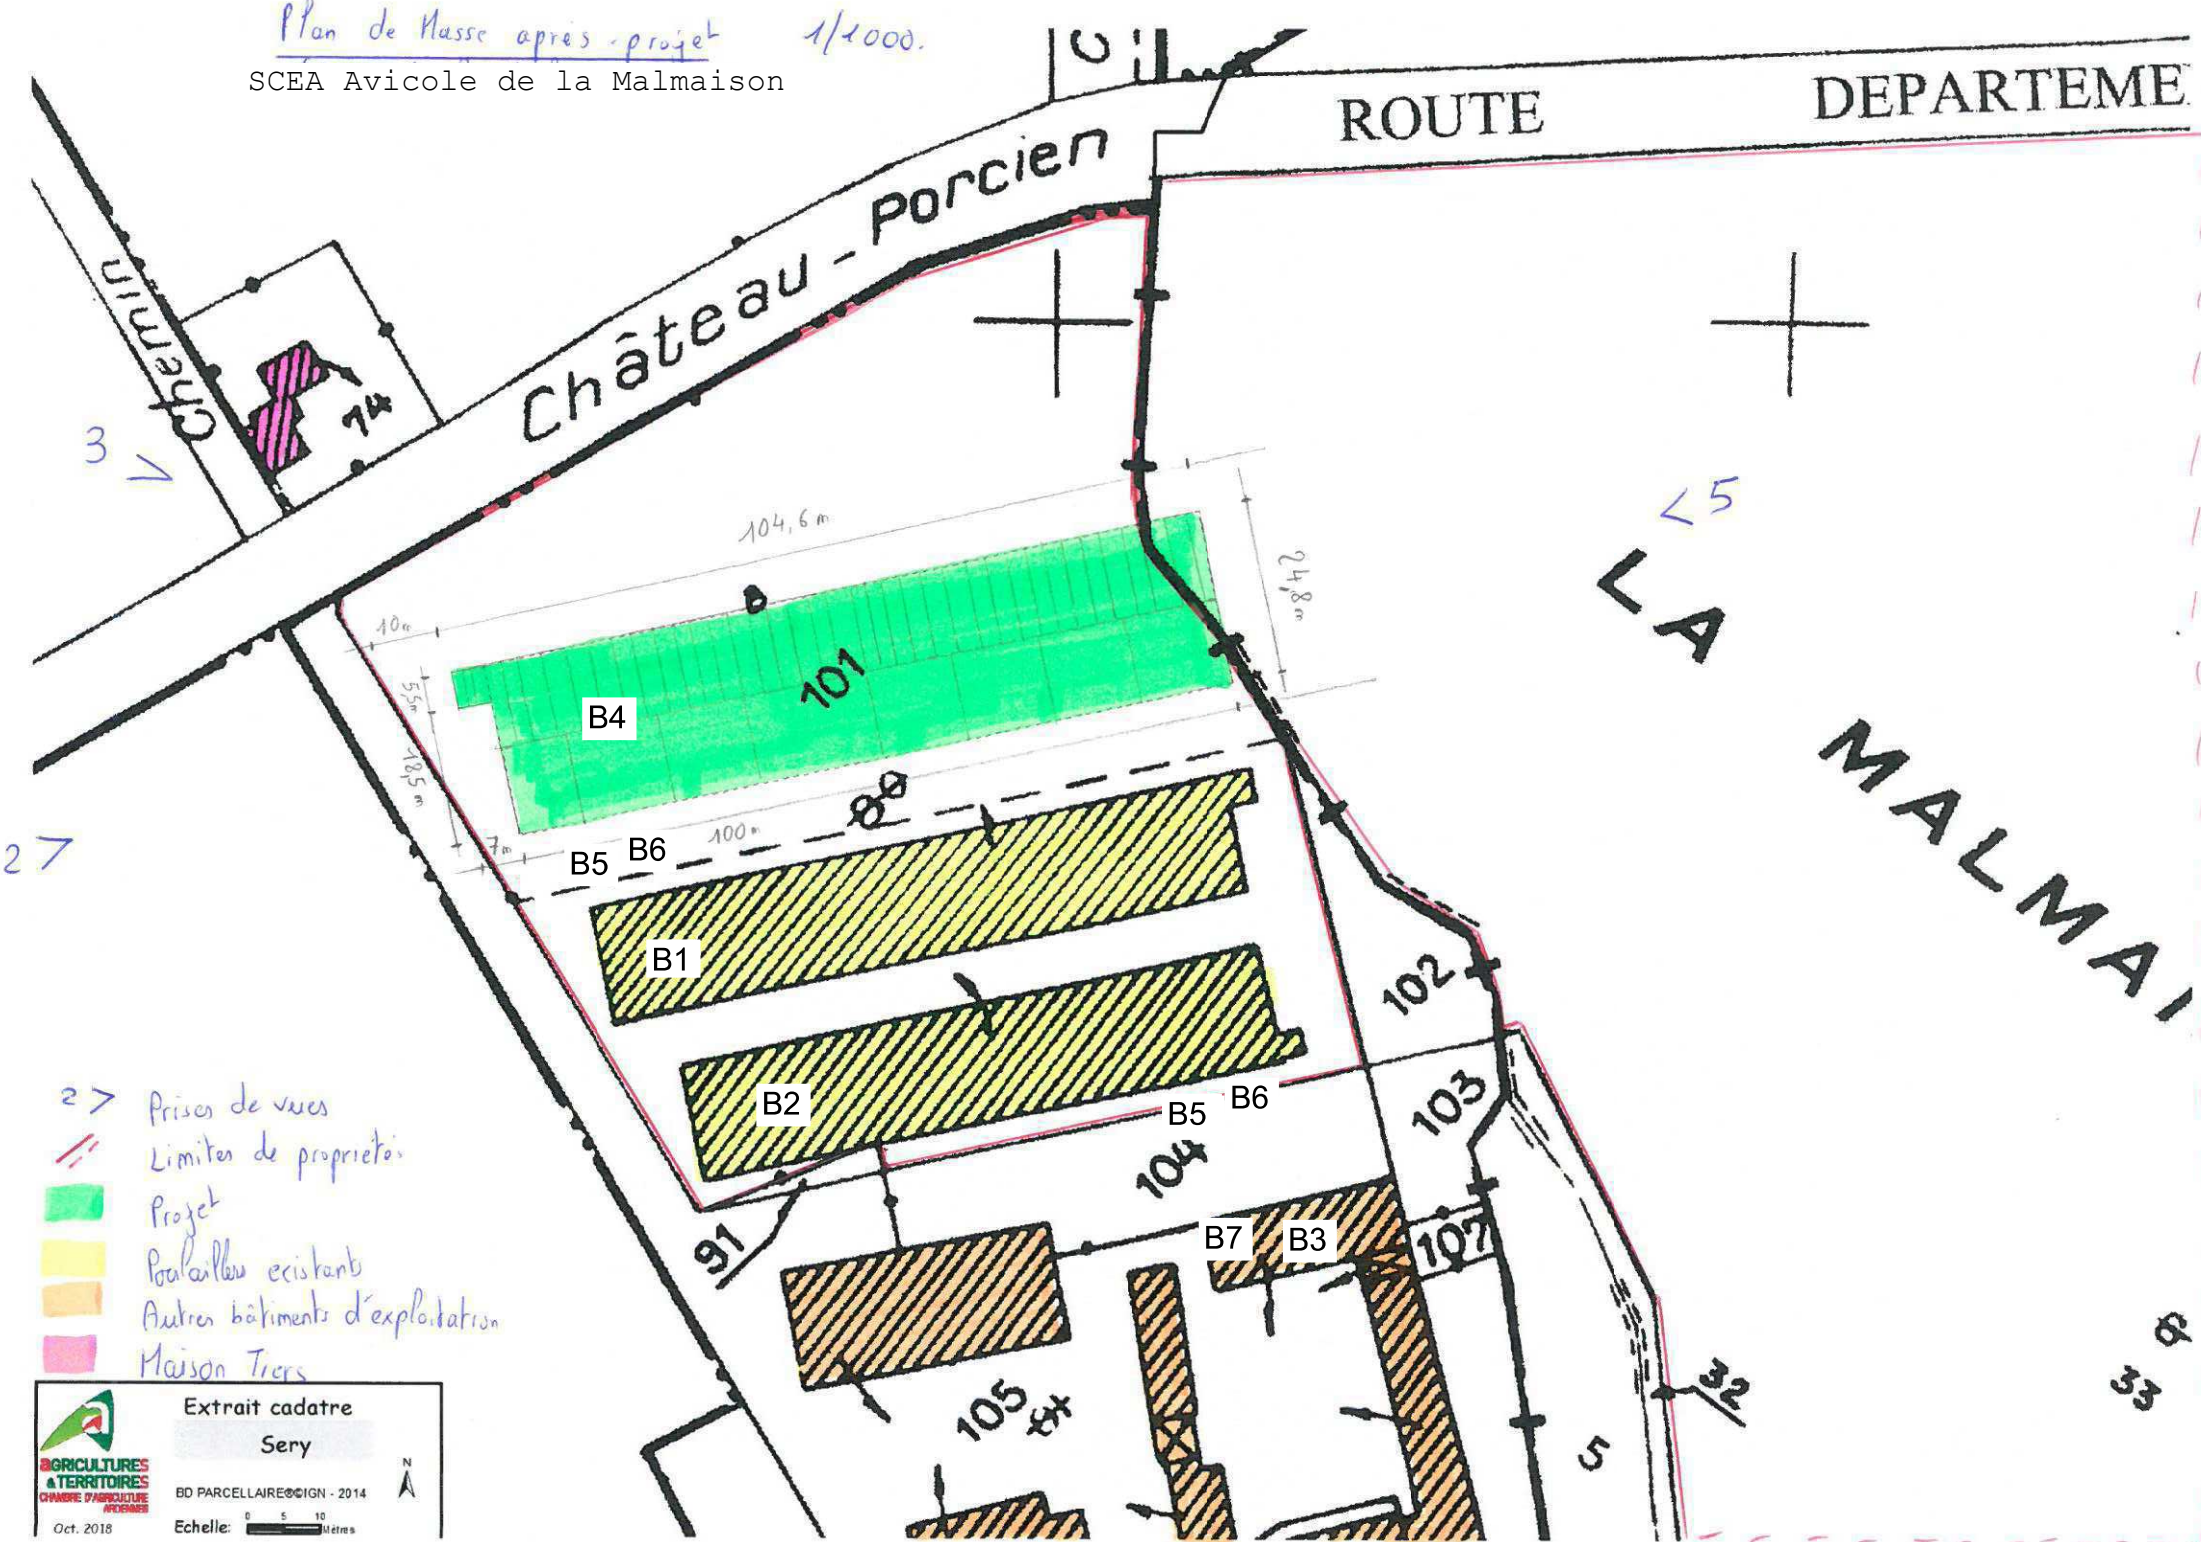 Plan de Masse après projet 1/1000.
SCEA Avicole de la Malmaison
C
ROUTE DEPARTEME
Château - Porcien
Chemin
74
3 >
< 5
104,6 m
24,8 m
10 m
5,5 m
18,5 m
101
B4
LA MALMAI
2 >
7 m
100 m
B5 B6
B1
102
B2
B5 B6
103
104
91
B7 B3
107
105
32
33
5
2 > Prises de vues
Limites de propriétés
Projet
Poulaillers existants
Autres bâtiments d'exploitation
Maison Tiers
Extrait cadatre
Sery
AGRICULTURES
& TERRITOIRES
CHAMBRE D'AGRICULTURE
ARDENNES
BD PARCELLAIRE®©IGN - 2014
N
Oct. 2018
Echelle: 0 5 10 Mètres